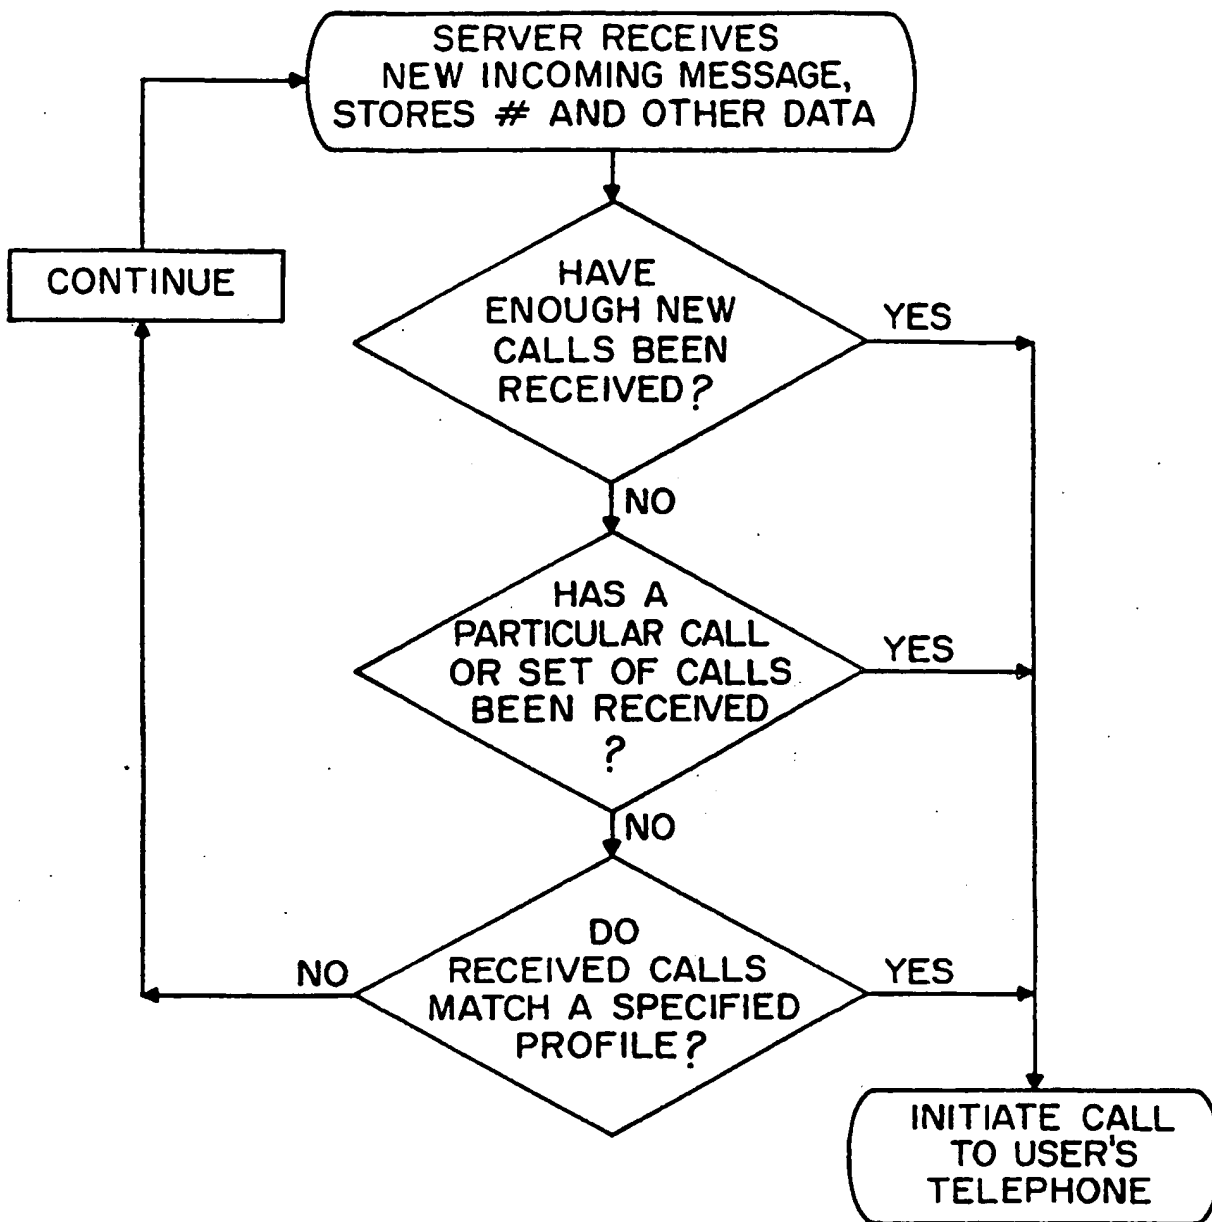 SERVER RECEIVES
NEW INCOMING MESSAGE,
STORES # AND OTHER DATA
CONTINUE
HAVE
ENOUGH NEW
CALLS BEEN
RECEIVED?
YES
NO
HAS A
PARTICULAR CALL
OR SET OF CALLS
BEEN RECEIVED
?
YES
NO
DO
RECEIVED CALLS
MATCH A SPECIFIED
PROFILE?
NO
YES
INITIATE CALL
TO USER'S
TELEPHONE